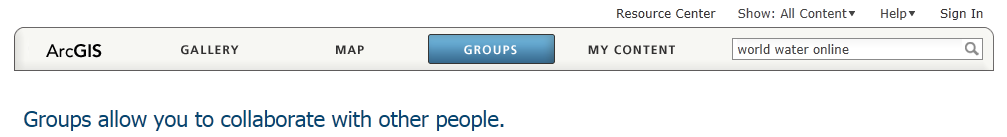 Resource Center Show: All Content▾ Help▾ Sign In
ArcGIS GALLERY MAP GROUPS MY CONTENT world water online
Groups allow you to collaborate with other people.